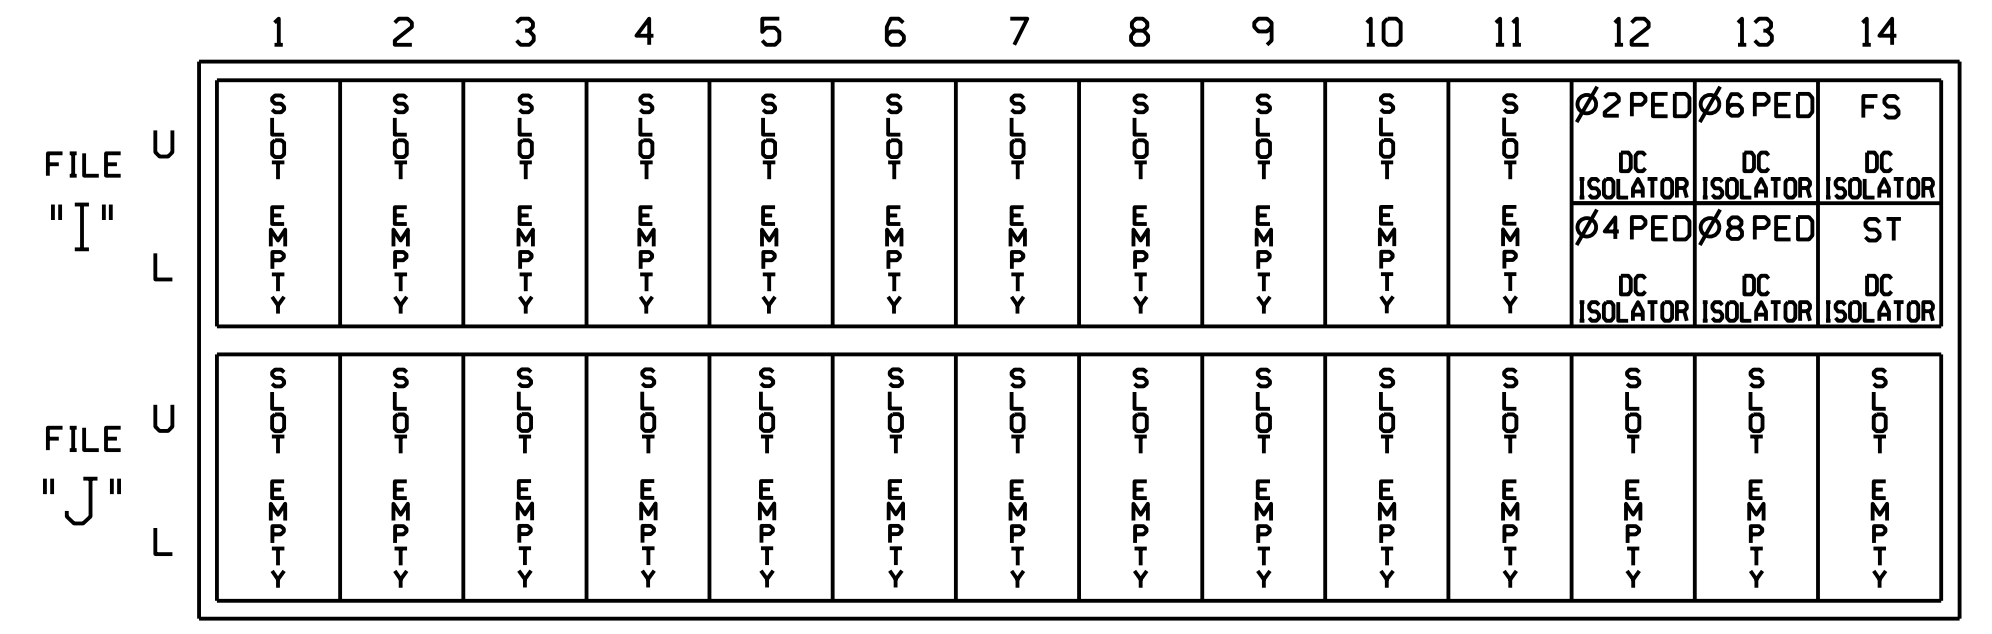 1 2 3 4 5 6 7 8 9 10 11 12 13 14
FILE "I"
U
L
SLOT EMPTY
SLOT EMPTY
SLOT EMPTY
SLOT EMPTY
SLOT EMPTY
SLOT EMPTY
SLOT EMPTY
SLOT EMPTY
SLOT EMPTY
SLOT EMPTY
SLOT EMPTY
Ø2 PED
DC
ISOLATOR
Ø4 PED
DC
ISOLATOR
Ø6 PED
DC
ISOLATOR
Ø8 PED
DC
ISOLATOR
FS
DC
ISOLATOR
ST
DC
ISOLATOR
FILE "J"
U
L
SLOT EMPTY
SLOT EMPTY
SLOT EMPTY
SLOT EMPTY
SLOT EMPTY
SLOT EMPTY
SLOT EMPTY
SLOT EMPTY
SLOT EMPTY
SLOT EMPTY
SLOT EMPTY
SLOT EMPTY
SLOT EMPTY
SLOT EMPTY